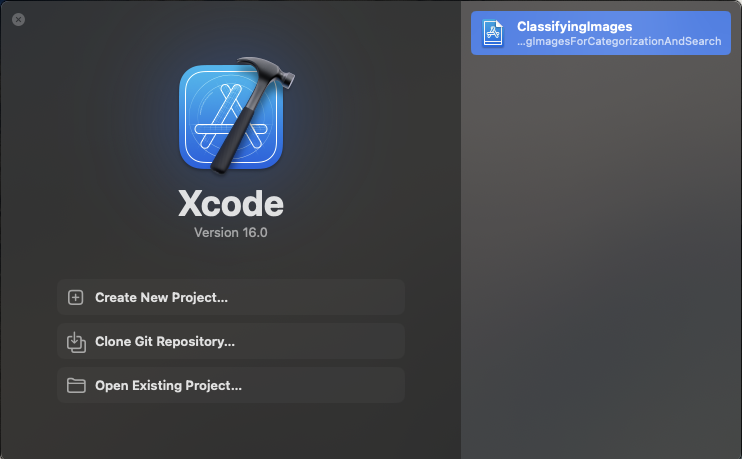 Xcode
Version 16.0
Create New Project...
Clone Git Repository...
Open Existing Project...
ClassifyingImages
...gImagesForCategorizationAndSearch